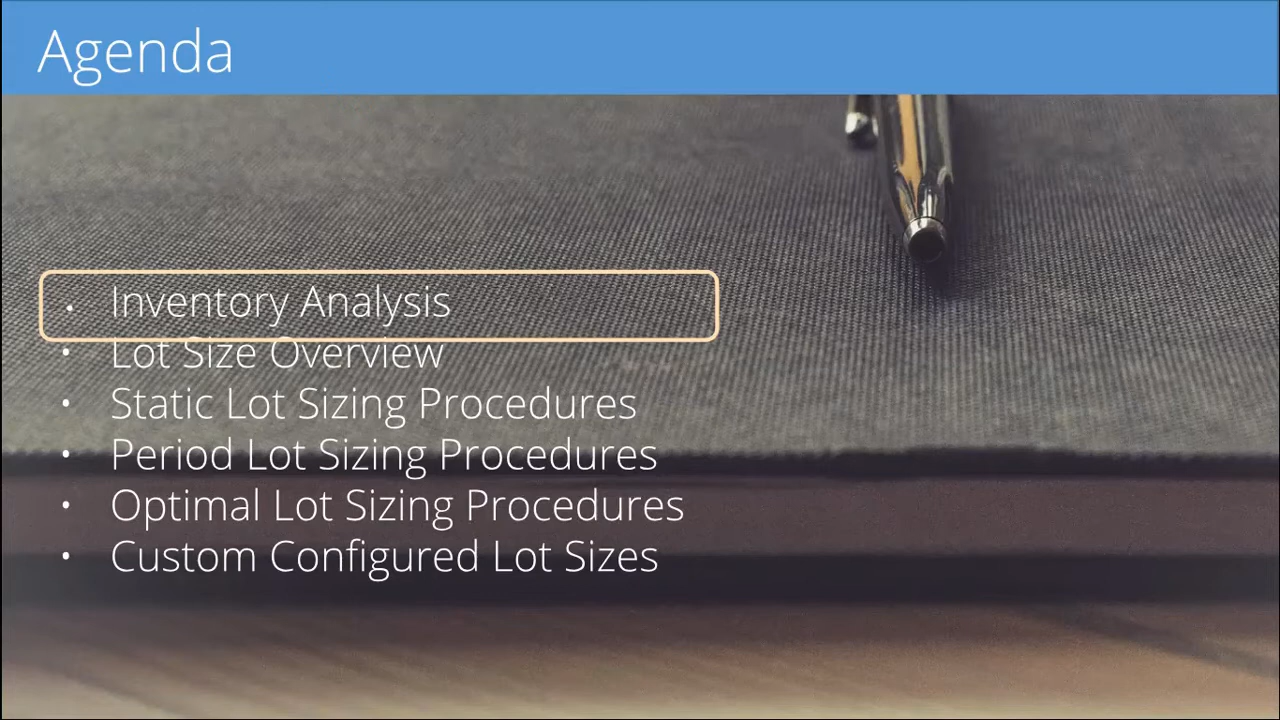 Agenda
• Inventory Analysis
• Lot Size Overview
• Static Lot Sizing Procedures
• Period Lot Sizing Procedures
• Optimal Lot Sizing Procedures
• Custom Configured Lot Sizes